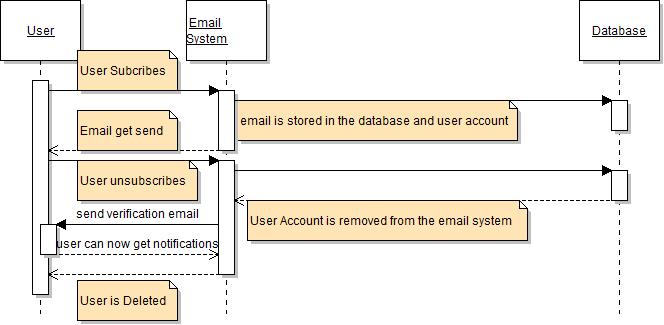 User
Email
System
Database
User Subcribes
email is stored in the database and user account
Email get send
User unsubscribes
send verification email
User Account is removed from the email system
user can now get notifications
User is Deleted